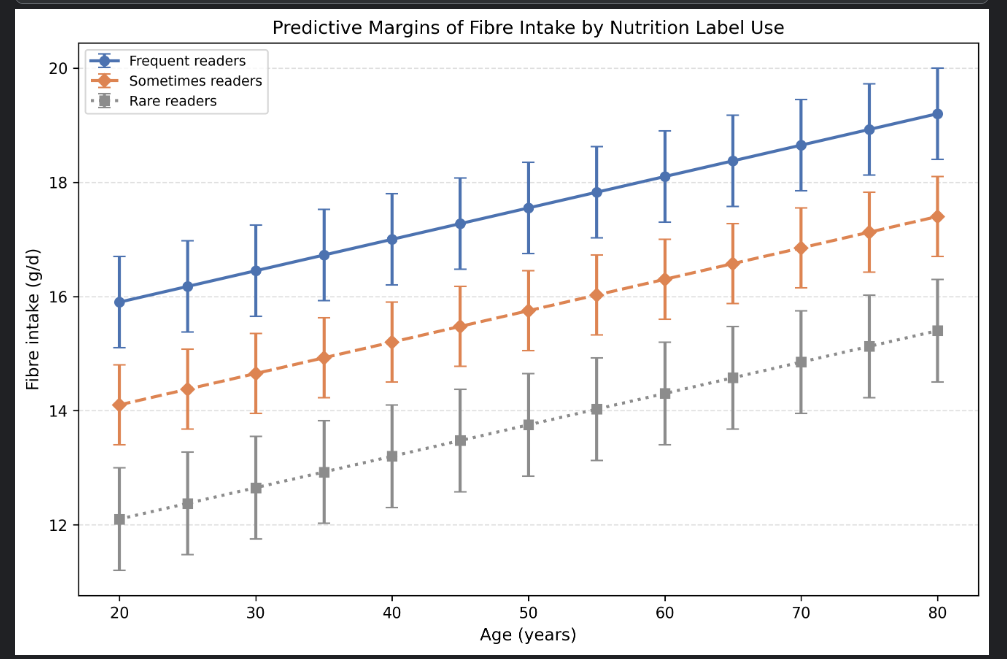 Predictive Margins of Fibre Intake by Nutrition Label Use
Frequent readers
Sometimes readers
Rare readers
20
18
16
14
12
Fibre intake (g/d)
20 30 40 50 60 70 80
Age (years)